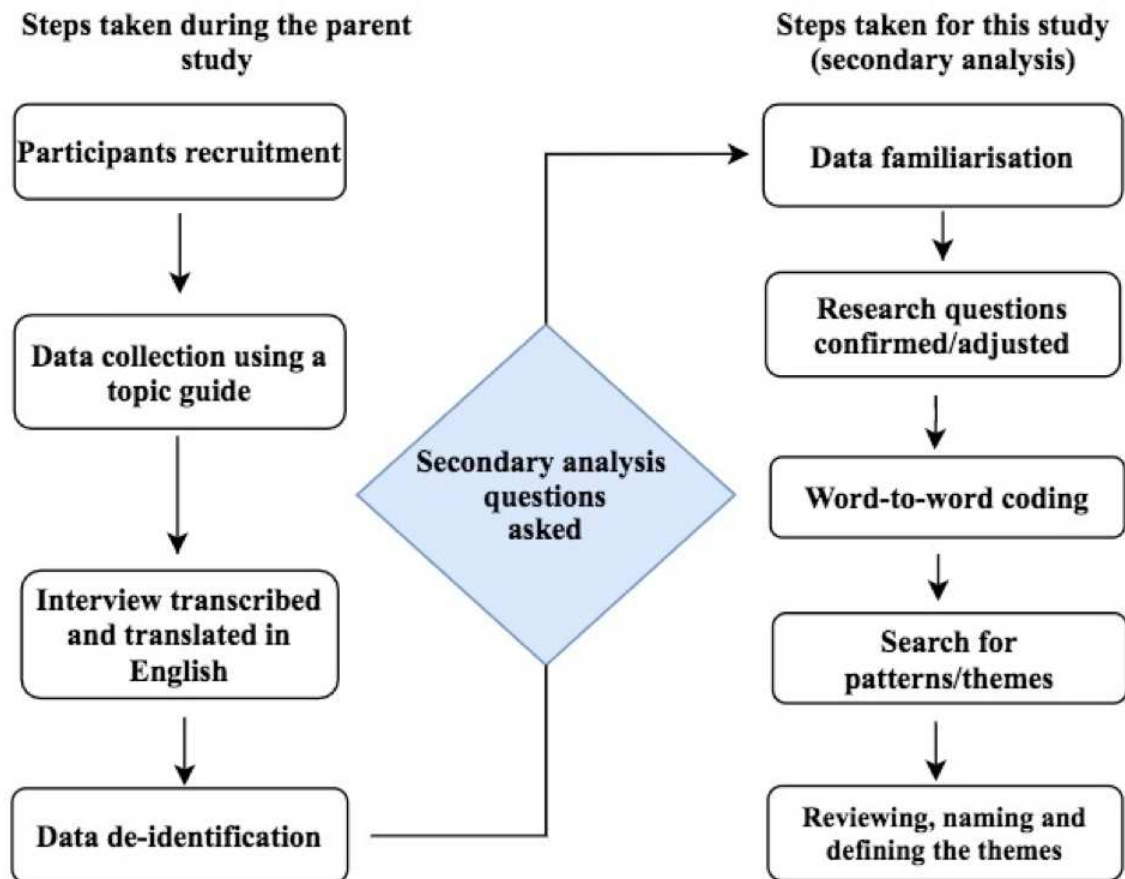 Steps taken during the parent
study
Participants recruitment
Data collection using a
topic guide
Interview transcribed
and translated in
English
Data de-identification
Secondary analysis
questions
asked
Steps taken for this study
(secondary analysis)
Data familiarisation
Research questions
confirmed/adjusted
Word-to-word coding
Search for
patterns/themes
Reviewing, naming and
defining the themes